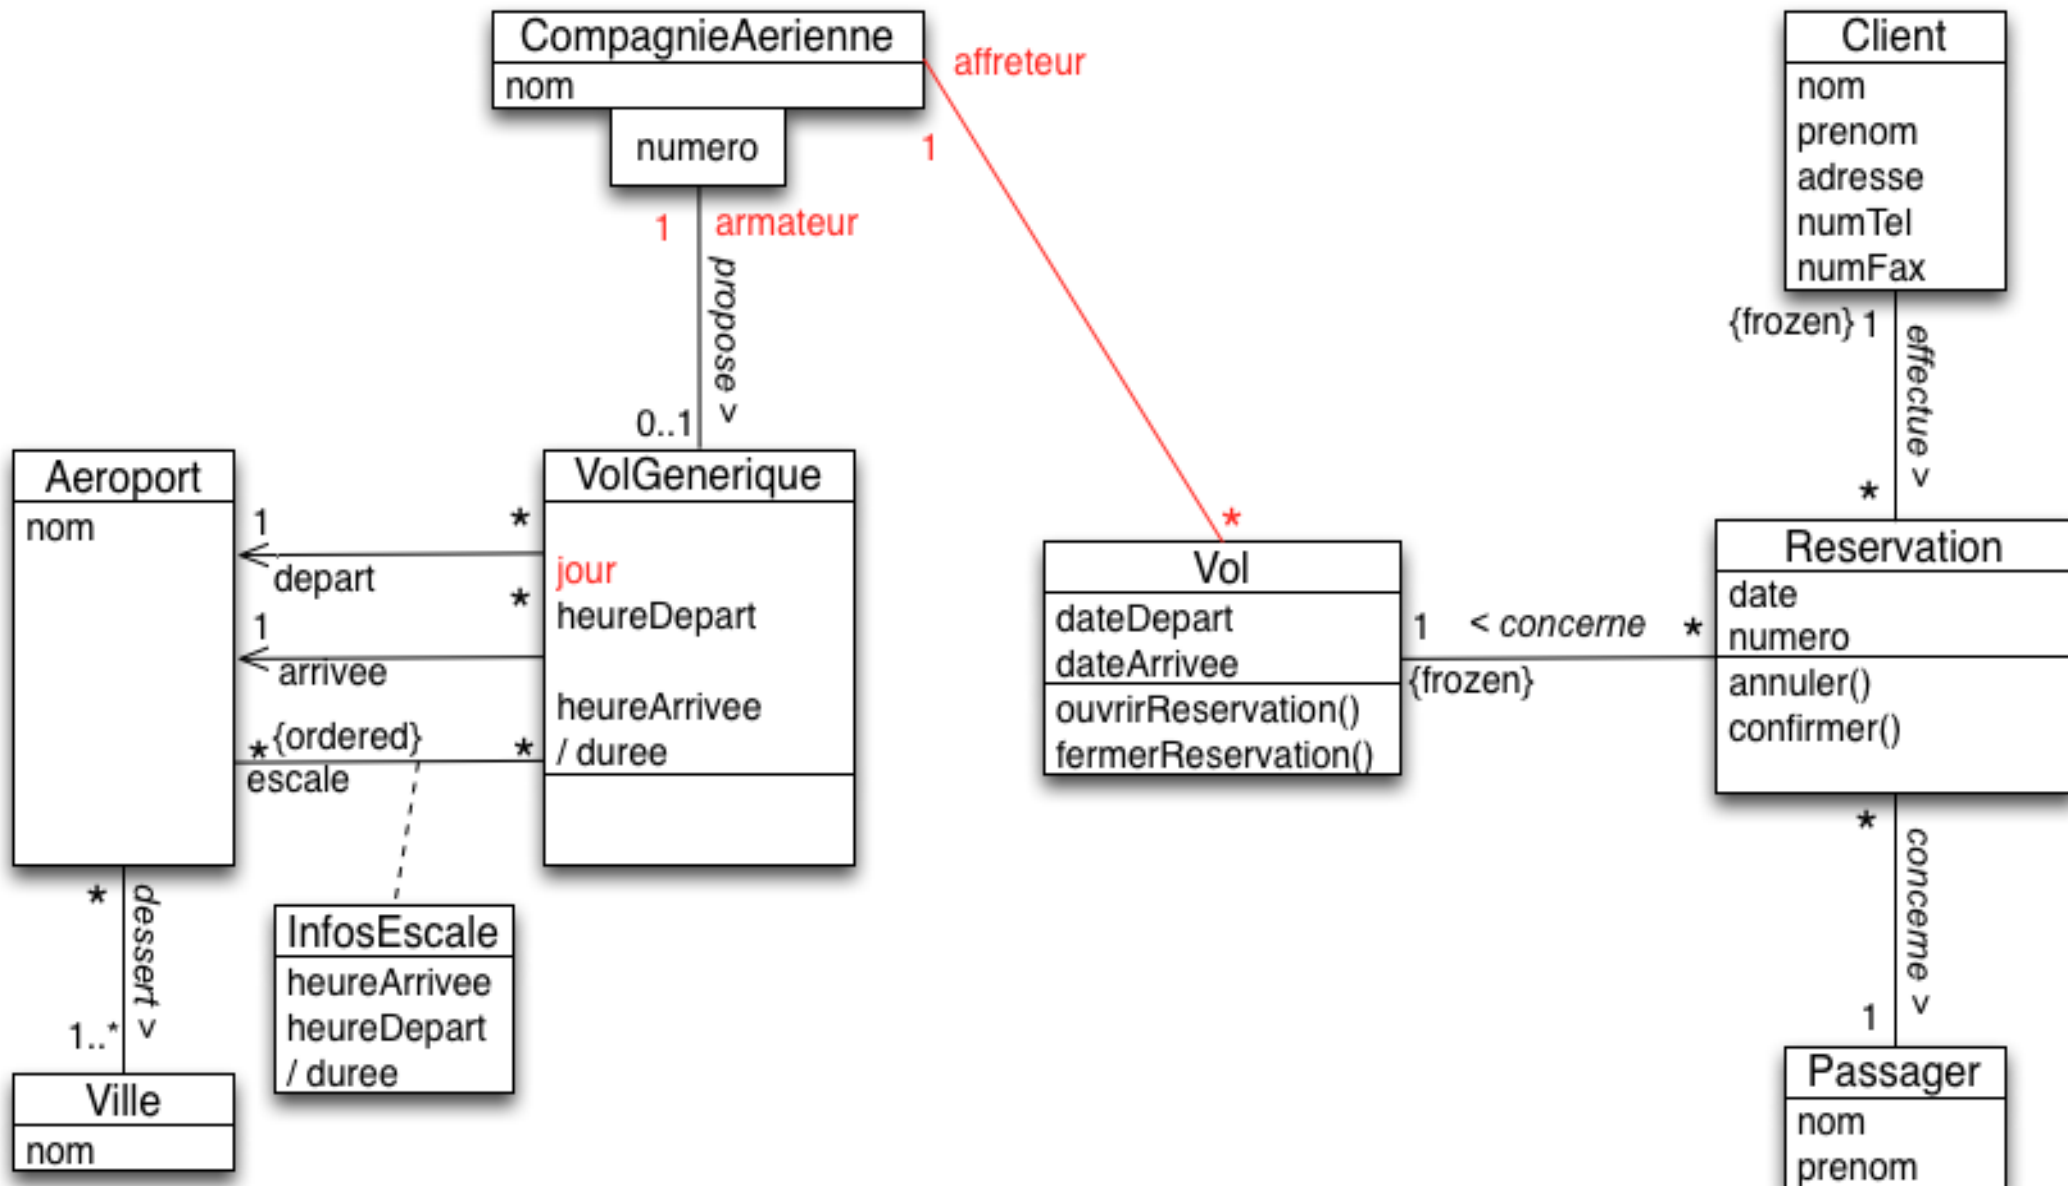 CompagnieAerienne
nom
numero
affreteur
1
1
armateur
propose >
0..1
Client
nom
prenom
adresse
numTel
numFax
{frozen} 1
effectue >
*
Aeroport
nom
1
*
depart
*
1
arrivee
* {ordered}
*
escale
VolGenerique
jour
heureDepart
heureArrivee
/ duree
*
Vol
dateDepart
dateArrivee
ouvrirReservation()
fermerReservation()
1
< concerne
*
{frozen}
Reservation
date
numero
annuler()
confirmer()
*
concerne >
1
*
dessert >
1..*
InfosEscale
heureArrivee
heureDepart
/ duree
Ville
nom
Passager
nom
prenom